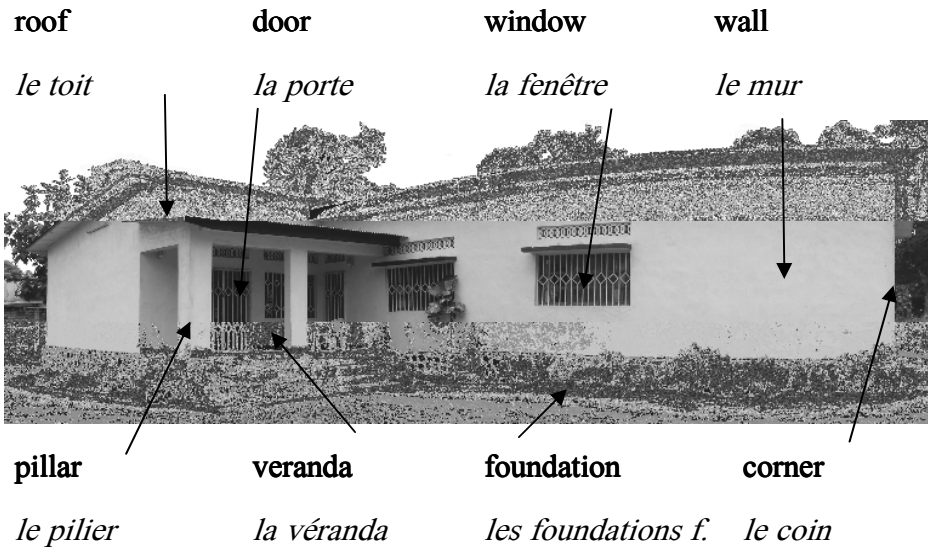 roof door window wall
le toit la porte la fenêtre le mur
pillar veranda foundation corner
le pilier la véranda les foundations f. le coin